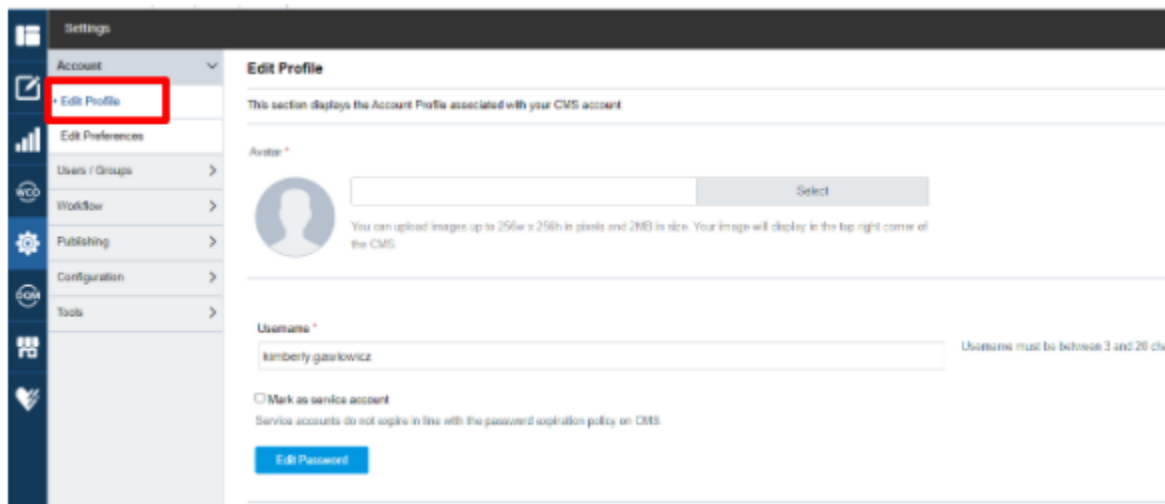 Settings
Account
Edit Profile
Edit Preferences
Users / Groups
Workflow
Publishing
Configuration
Tools
WCO
DQM
Edit Profile
This section displays the Account Profile associated with your CMS account
Avatar *
Select
You can upload images up to 256w x 256h in pixels and 2MB in size. Your image will display in the top right corner of
the CMS.
Username *
kimberly.gawlowicz
Username must be between 3 and 20 cha
Mark as service account
Service accounts do not expire in line with the password expiration policy on CMS.
Edit Password